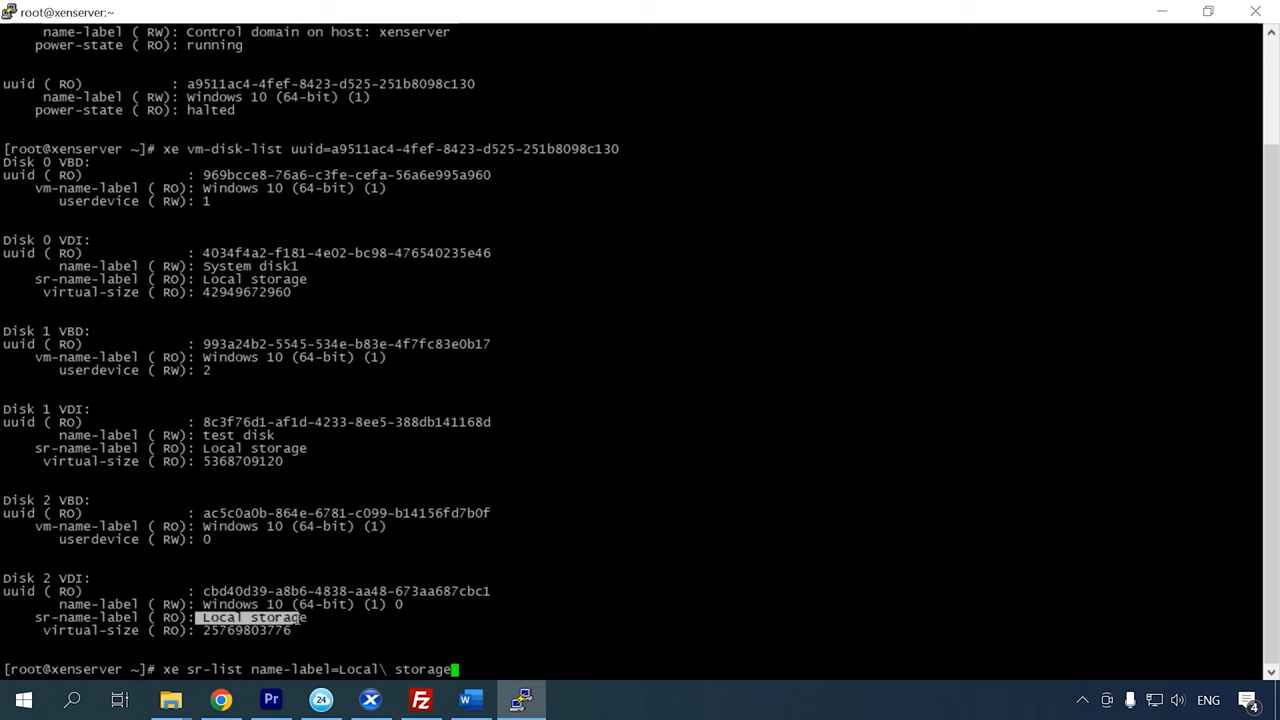 root@xenserver:~
name-label ( RW): Control domain on host: xenserver
power-state ( RO): running
uuid ( RO) : a9511ac4-4fef-8423-d525-251b8098c130
name-label ( RW): Windows 10 (64-bit) (1)
power-state ( RO): halted
[root@xenserver ~]# xe vm-disk-list uuid=a9511ac4-4fef-8423-d525-251b8098c130
Disk 0 VBD:
uuid ( RO) : 969bcce8-76a6-c3fe-cefa-56a6e995a960
vm-name-label ( RO): Windows 10 (64-bit) (1)
userdevice ( RW): 1
Disk 0 VDI:
uuid ( RO) : 4034f4a2-f181-4e02-bc98-476540235e46
name-label ( RW): System disk1
sr-name-label ( RO): Local storage
virtual-size ( RO): 42949672960
Disk 1 VBD:
uuid ( RO) : 993a24b2-5545-534e-b83e-4f7fc83e0b17
vm-name-label ( RO): Windows 10 (64-bit) (1)
userdevice ( RW): 2
Disk 1 VDI:
uuid ( RO) : 8c3f76d1-af1d-4233-8ee5-388db141168d
name-label ( RW): test disk
sr-name-label ( RO): Local storage
virtual-size ( RO): 5368709120
Disk 2 VBD:
uuid ( RO) : ac5c0a0b-864e-6781-c099-b14156fd7b0f
vm-name-label ( RO): Windows 10 (64-bit) (1)
userdevice ( RW): 0
Disk 2 VDI:
uuid ( RO) : cbd40d39-a8b6-4838-aa48-673aa687cbc1
name-label ( RW): Windows 10 (64-bit) (1) 0
sr-name-label ( RO): Local storage
virtual-size ( RO): 25769803776
[root@xenserver ~]# xe sr-list name-label=Local\ storage
Pr
24
ENG
4